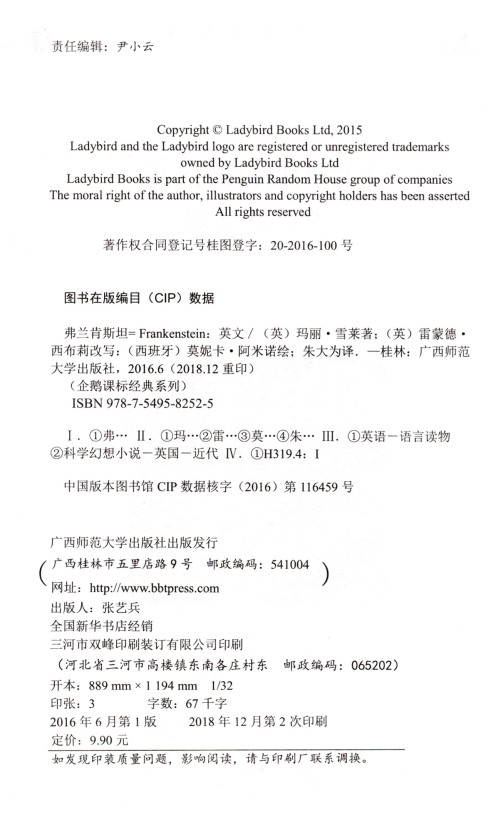 责任编辑：尹小云
Copyright © Ladybird Books Ltd, 2015
Ladybird and the Ladybird logo are registered or unregistered trademarks
owned by Ladybird Books Ltd
Ladybird Books is part of the Penguin Random House group of companies
The moral right of the author, illustrators and copyright holders has been asserted
All rights reserved
著作权合同登记号桂图登字：20-2016-100 号
图书在版编目（CIP）数据
弗兰肯斯坦= Frankenstein：英文 /（英）玛丽·雪莱著；（英）雷蒙德·
西布莉改写；（西班牙）莫妮卡·阿米诺绘；朱大为译．—桂林：广西师范
大学出版社，2016.6（2018.12 重印）
（企鹅课标经典系列）
ISBN 978-7-5495-8252-5
Ⅰ．①弗… Ⅱ．①玛…②雷…③莫…④朱… Ⅲ．①英语－语言读物
②科学幻想小说－英国－近代 Ⅳ．①H319.4：I
中国版本图书馆 CIP 数据核字（2016）第 116459 号
广西师范大学出版社出版发行
（广西桂林市五里店路 9 号 邮政编码：541004
网址：http://www.bbtpress.com ）
出版人：张艺兵
全国新华书店经销
三河市双峰印刷装订有限公司印刷
（河北省三河市高楼镇东南各庄村东 邮政编码：065202）
开本：889 mm × 1 194 mm 1/32
印张：3 字数：67 千字
2016 年 6 月第 1 版 2018 年 12 月第 2 次印刷
定价：9.90 元
如发现印装质量问题，影响阅读，请与印刷厂联系调换。